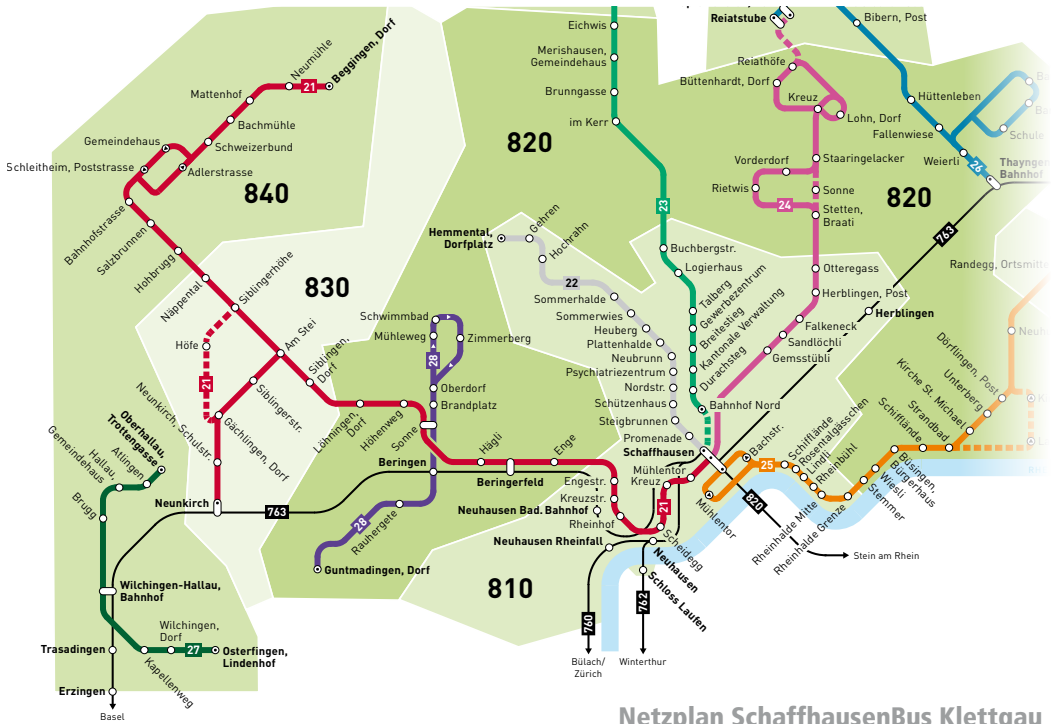 Reiatstube
Bibern, Post
Eichwis
Merishausen,
Gemeindehaus
Brunngasse
im Kerr
Reiathöfe
Büttenhardt, Dorf
Kreuz
Lohn, Dorf
Hüttenleben
Fallenwiese
Weierli
Schule
26
Thayngen
Bahnhof
Neumühle
21
Beggingen, Dorf
Mattenhof
Bachmühle
Gemeindehaus
Schweizerbund
Schleitheim, Poststrasse
Adlerstrasse
840
820
820
Vorderdorf
Staaringelacker
Rietwis
Sonne
24
Stetten,
Braati
23
Bahnhofstrasse
Salzbrunnen
Hohbrugg
Näppental
Siblingerhöhe
830
Hemmental,
Dorfplatz
Gehren
Hochrahn
22
Sommerhalde
Sommerwies
Heuberg
Plattenhalde
Neubrunn
Psychiatriezentrum
Nordstr.
Schützenhaus
Steigbrunnen
Promenade
Schaffhausen
Buchbergstr.
Logierhaus
Talberg
Gewerbezentrum
Breitestieg
Kantonale Verwaltung
Durachsteg
Bahnhof Nord
Otteregass
Herblingen, Post
Falkeneck
Sandlöchli
Gemsstübli
763
Herblingen
Randegg, Ortsmitte
Höfe
21
Am Stei
Siblingen,
Dorf
Siblingerstr.
Gächlingen, Dorf
Neunkirch, Schulstr.
Neunkirch
763
Schwimmbad
Mühleweg
Zimmerberg
28
Oberdorf
Brandplatz
Löhningen,
Dorf
Höhenweg
Sonne
Beringen
Hägli
Beringerfeld
Enge
28
Rauhergete
Guntmadingen, Dorf
Oberhallau,
Trottengasse
Atlingen
Hallau,
Gemeindehaus
Brugg
Wilchingen-Hallau,
Bahnhof
Wilchingen,
Dorf
27
Osterfingen,
Lindenhof
Kapellenweg
Trasadingen
Erzingen
Basel
810
Engestr.
Kreuzstr.
Neuhausen Bad. Bahnhof
Rheinhof
Neuhausen Rheinfall
Mühlentor
Kreuz
21
Scheidegg
Neuhausen
Schloss Laufen
760
762
Bülach/
Zürich
Winterthur
Bachstr.
25
Mühlentor
820
Schifflände
Rosentalgässchen
Lindli
Rheinbühl
Rheinhalde Mitte
Rheinhalde Grenze
Stemmer
Wiesli
Büsingen,
Bürgerhaus
Schifflände
Strandbad
Kirche St. Michael
Unterberg
Dörflingen, Post
Stein am Rhein
Netzplan SchaffhausenBus Klettgau